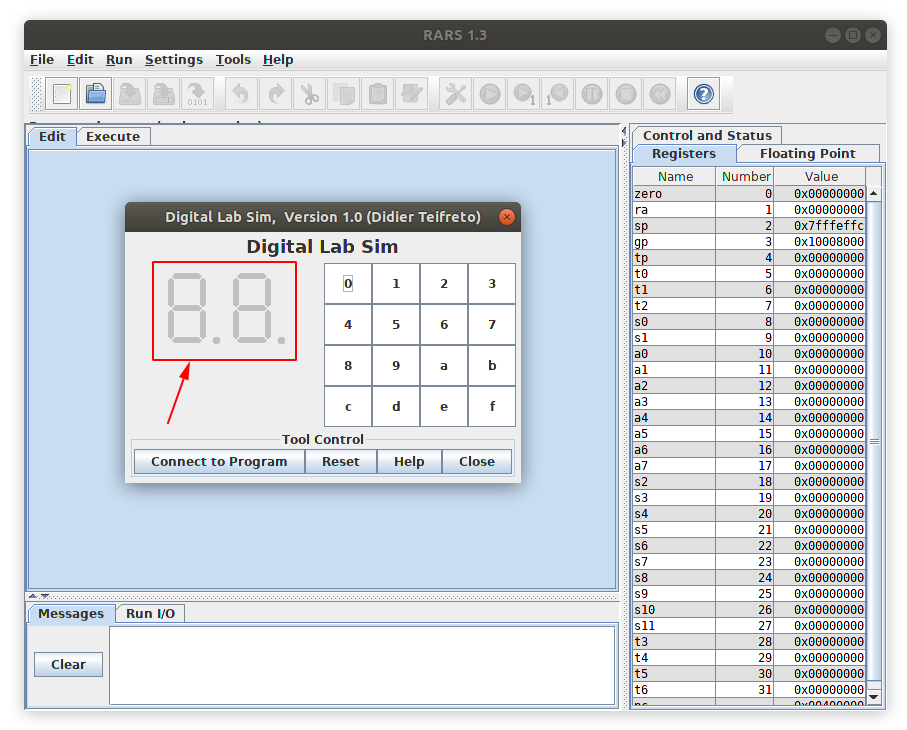 RARS 1.3
File Edit Run Settings Tools Help
Edit Execute
Digital Lab Sim, Version 1.0 (Didier Teifreto)
Digital Lab Sim
8.8.
0 1 2 3
4 5 6 7
8 9 a b
c d e f
Tool Control
Connect to Program Reset Help Close
Messages Run I/O
Clear
Control and Status
Registers Floating Point
Name Number Value
zero 0 0x00000000
ra 1 0x00000000
sp 2 0x7fffeffc
gp 3 0x10008000
tp 4 0x00000000
t0 5 0x00000000
t1 6 0x00000000
t2 7 0x00000000
s0 8 0x00000000
s1 9 0x00000000
a0 10 0x00000000
a1 11 0x00000000
a2 12 0x00000000
a3 13 0x00000000
a4 14 0x00000000
a5 15 0x00000000
a6 16 0x00000000
a7 17 0x00000000
s2 18 0x00000000
s3 19 0x00000000
s4 20 0x00000000
s5 21 0x00000000
s6 22 0x00000000
s7 23 0x00000000
s8 24 0x00000000
s9 25 0x00000000
s10 26 0x00000000
s11 27 0x00000000
t3 28 0x00000000
t4 29 0x00000000
t5 30 0x00000000
t6 31 0x00000000
pc 0x00400000